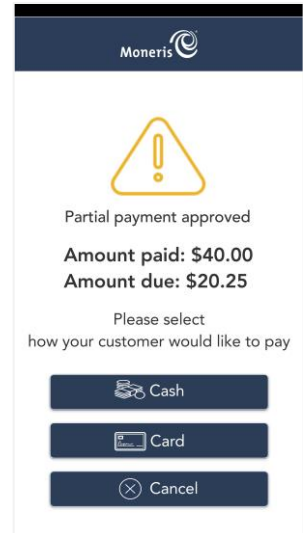 Moneris
Partial payment approved
Amount paid: $40.00
Amount due: $20.25
Please select
how your customer would like to pay
Cash
Card
Cancel